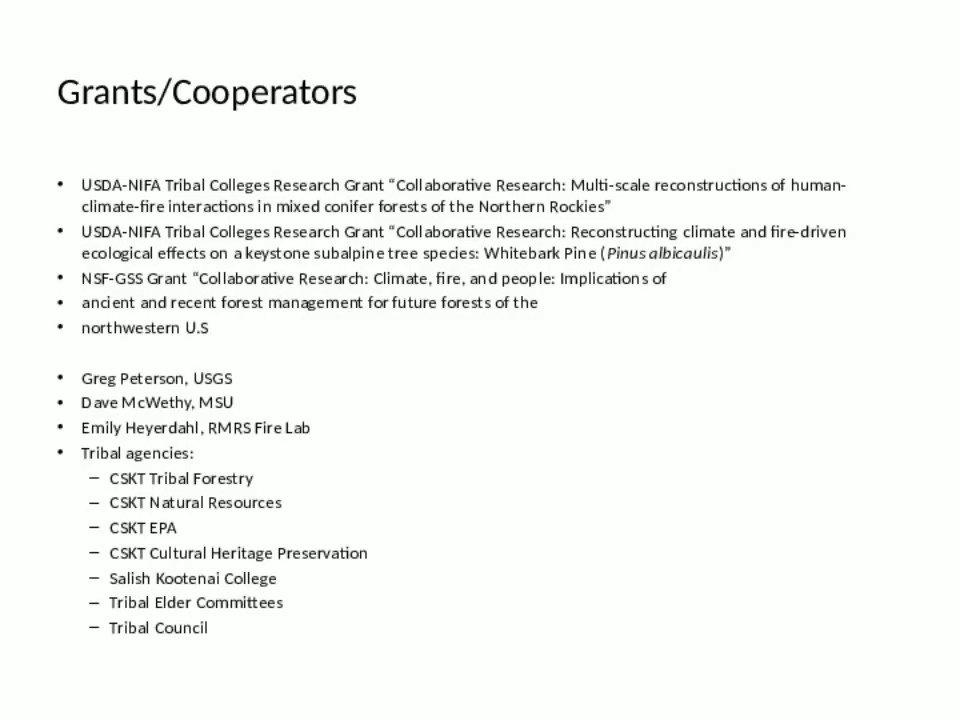 Grants/Cooperators
• USDA-NIFA Tribal Colleges Research Grant “Collaborative Research: Multi-scale reconstructions of human-
climate-fire interactions in mixed conifer forests of the Northern Rockies”
• USDA-NIFA Tribal Colleges Research Grant “Collaborative Research: Reconstructing climate and fire-driven
ecological effects on a keystone subalpine tree species: Whitebark Pine (Pinus albicaulis)”
• NSF-GSS Grant “Collaborative Research: Climate, fire, and people: Implications of
• ancient and recent forest management for future forests of the
• northwestern U.S
• Greg Peterson, USGS
• Dave McWethy, MSU
• Emily Heyerdahl, RMRS Fire Lab
• Tribal agencies:
– CSKT Tribal Forestry
– CSKT Natural Resources
– CSKT EPA
– CSKT Cultural Heritage Preservation
– Salish Kootenai College
– Tribal Elder Committees
– Tribal Council